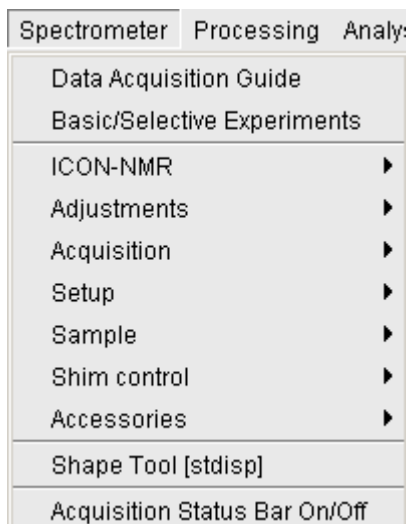 Spectrometer Processing
Data Acquisition Guide
Basic/Selective Experiments
ICON-NMR
Adjustments
Acquisition
Setup
Sample
Shim control
Accessories
Shape Tool [stdisp]
Acquisition Status Bar On/Off